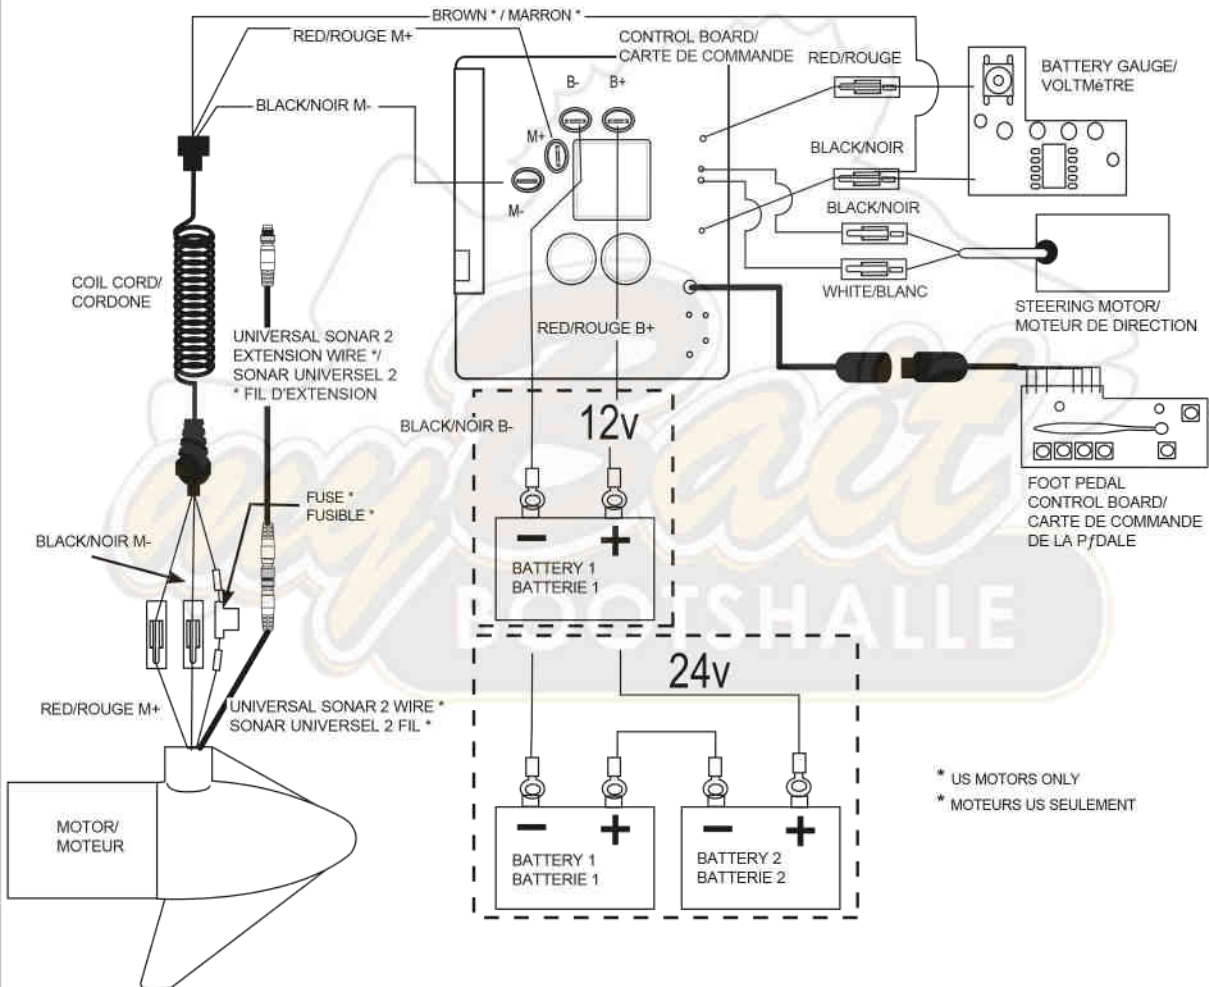 BROWN * / MARRON *
RED/ROUGE M+
CONTROL BOARD/
CARTE DE COMMANDE
RED/ROUGE
BATTERY GAUGE/
VOLTMéTRE
B- B+
BLACK/NOIR M-
M+
BLACK/NOIR
M-
BLACK/NOIR
COIL CORD/
CORDONE
WHITE/BLANC
STEERING MOTOR/
MOTEUR DE DIRECTION
UNIVERSAL SONAR 2
EXTENSION WIRE */
SONAR UNIVERSEL 2
* FIL D'EXTENSION
RED/ROUGE B+
BLACK/NOIR B-
12v
FOOT PEDAL
CONTROL BOARD/
CARTE DE COMMANDE
DE LA PƒDALE
FUSE *
FUSIBLE *
BLACK/NOIR M-
- +
BATTERY 1
BATTERIE 1
myBait
BOOTSHALLE
24v
RED/ROUGE M+
UNIVERSAL SONAR 2 WIRE *
SONAR UNIVERSEL 2 FIL *
* US MOTORS ONLY
* MOTEURS US SEULEMENT
MOTOR/
MOTEUR
- +
BATTERY 1
BATTERIE 1
- +
BATTERY 2
BATTERIE 2